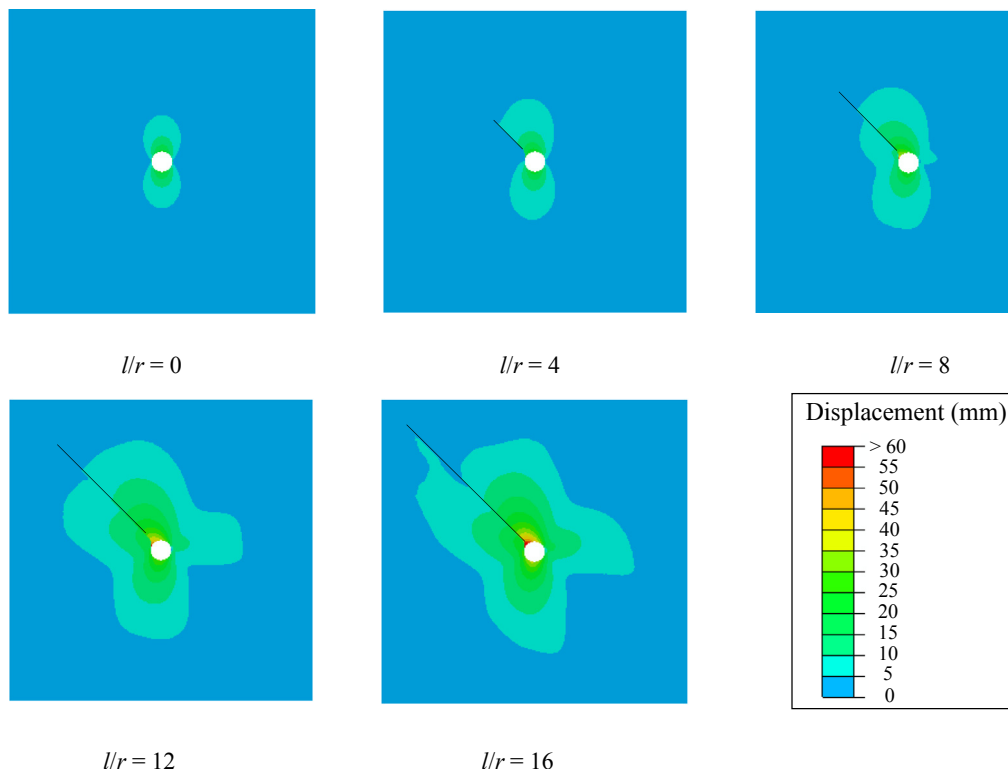 l/r = 0
l/r = 4
l/r = 8
Displacement (mm)
> 60
55
50
45
40
35
30
25
20
15
10
5
0
l/r = 12
l/r = 16